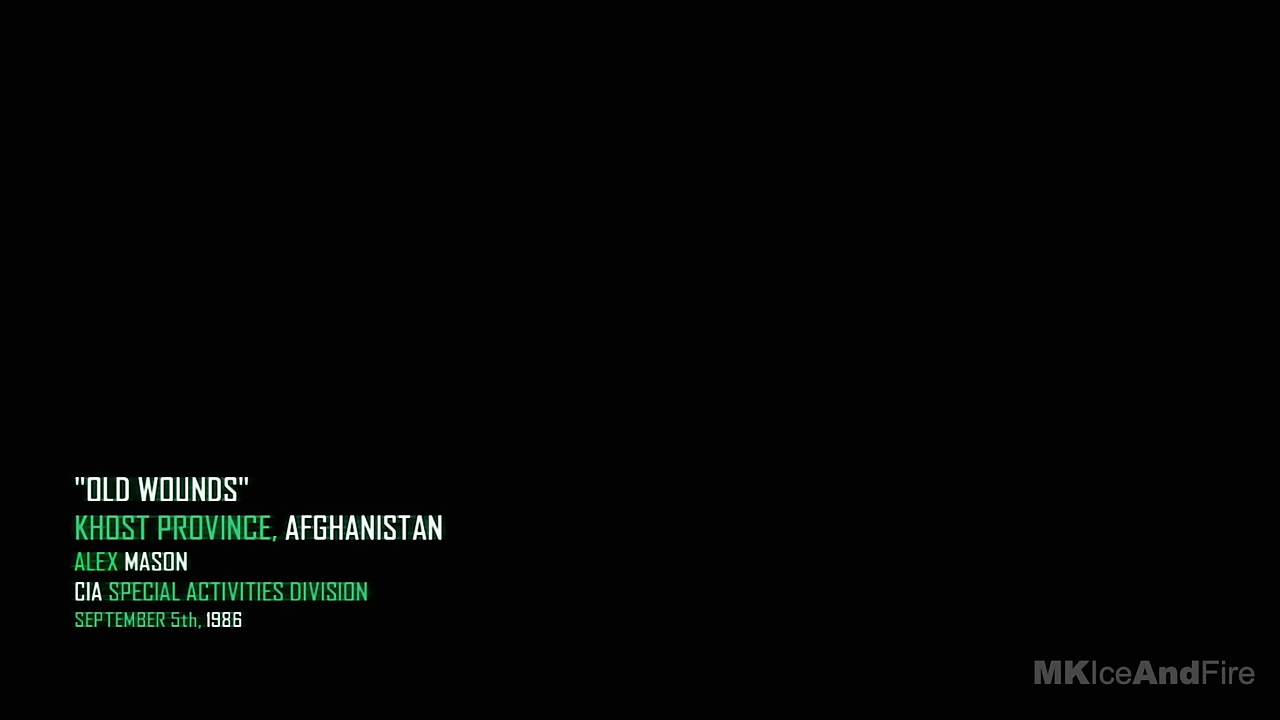 "OLD WOUNDS"
KHOST PROVINCE, AFGHANISTAN
ALEX MASON
CIA SPECIAL ACTIVITIES DIVISION
SEPTEMBER 5th, 1986
MKIceAndFire